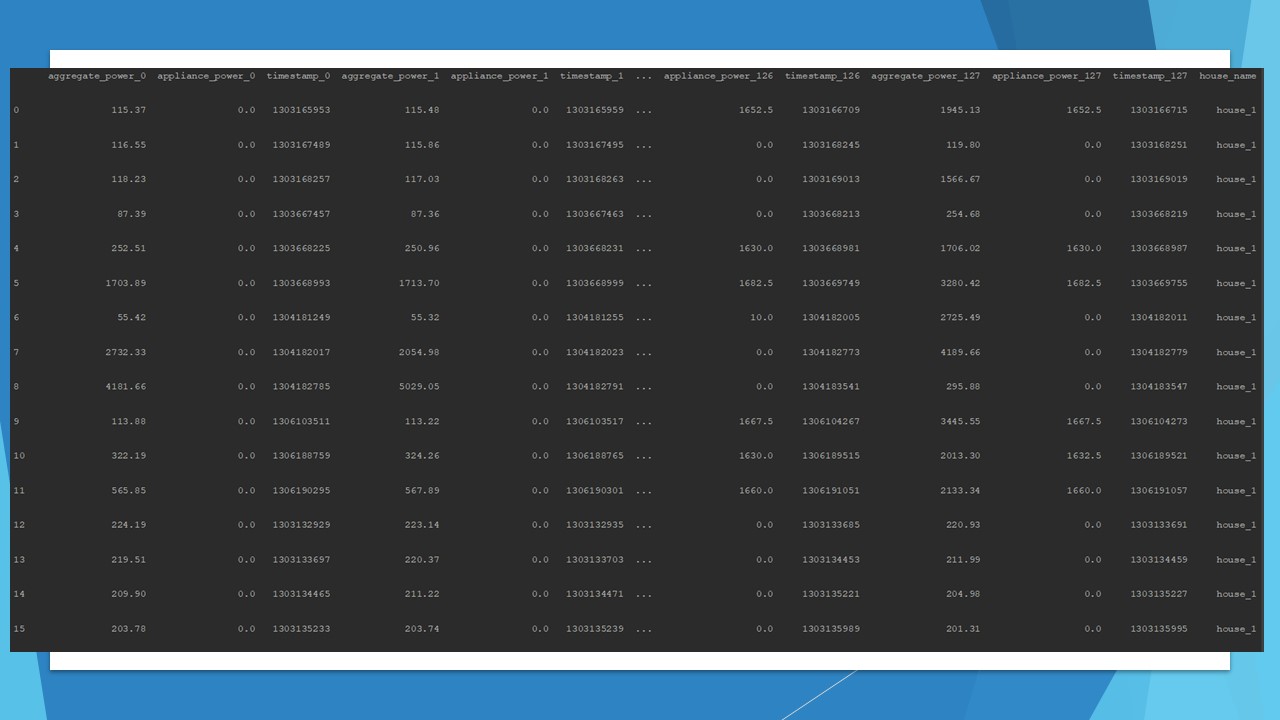 aggregate_power_0 appliance_power_0 timestamp_0 aggregate_power_1 appliance_power_1 timestamp_1 ... appliance_power_126 timestamp_126 aggregate_power_127 appliance_power_127 timestamp_127 house_name
0 115.37 0.0 1303165953 115.48 0.0 1303165959 ... 1652.5 1303166709 1945.13 1652.5 1303166715 house_1
1 116.55 0.0 1303167489 115.86 0.0 1303167495 ... 0.0 1303168245 119.80 0.0 1303168251 house_1
2 118.23 0.0 1303168257 117.03 0.0 1303168263 ... 0.0 1303169013 1566.67 0.0 1303169019 house_1
3 87.39 0.0 1303667457 87.36 0.0 1303667463 ... 0.0 1303668213 254.68 0.0 1303668219 house_1
4 252.51 0.0 1303668225 250.96 0.0 1303668231 ... 1630.0 1303668981 1706.02 1630.0 1303668987 house_1
5 1703.89 0.0 1303668993 1713.70 0.0 1303668999 ... 1682.5 1303669749 3280.42 1682.5 1303669755 house_1
6 55.42 0.0 1304181249 55.32 0.0 1304181255 ... 10.0 1304182005 2725.49 0.0 1304182011 house_1
7 2732.33 0.0 1304182017 2054.98 0.0 1304182023 ... 0.0 1304182773 4189.66 0.0 1304182779 house_1
8 4181.66 0.0 1304182785 5029.05 0.0 1304182791 ... 0.0 1304183541 295.88 0.0 1304183547 house_1
9 113.88 0.0 1306103511 113.22 0.0 1306103517 ... 1667.5 1306104267 3445.55 1667.5 1306104273 house_1
10 322.19 0.0 1306188759 324.26 0.0 1306188765 ... 1630.0 1306189515 2013.30 1632.5 1306189521 house_1
11 565.85 0.0 1306190295 567.89 0.0 1306190301 ... 1660.0 1306191051 2133.34 1660.0 1306191057 house_1
12 224.19 0.0 1303132929 223.14 0.0 1303132935 ... 0.0 1303133685 220.93 0.0 1303133691 house_1
13 219.51 0.0 1303133697 220.37 0.0 1303133703 ... 0.0 1303134453 211.99 0.0 1303134459 house_1
14 209.90 0.0 1303134465 211.22 0.0 1303134471 ... 0.0 1303135221 204.98 0.0 1303135227 house_1
15 203.78 0.0 1303135233 203.74 0.0 1303135239 ... 0.0 1303135989 201.31 0.0 1303135995 house_1